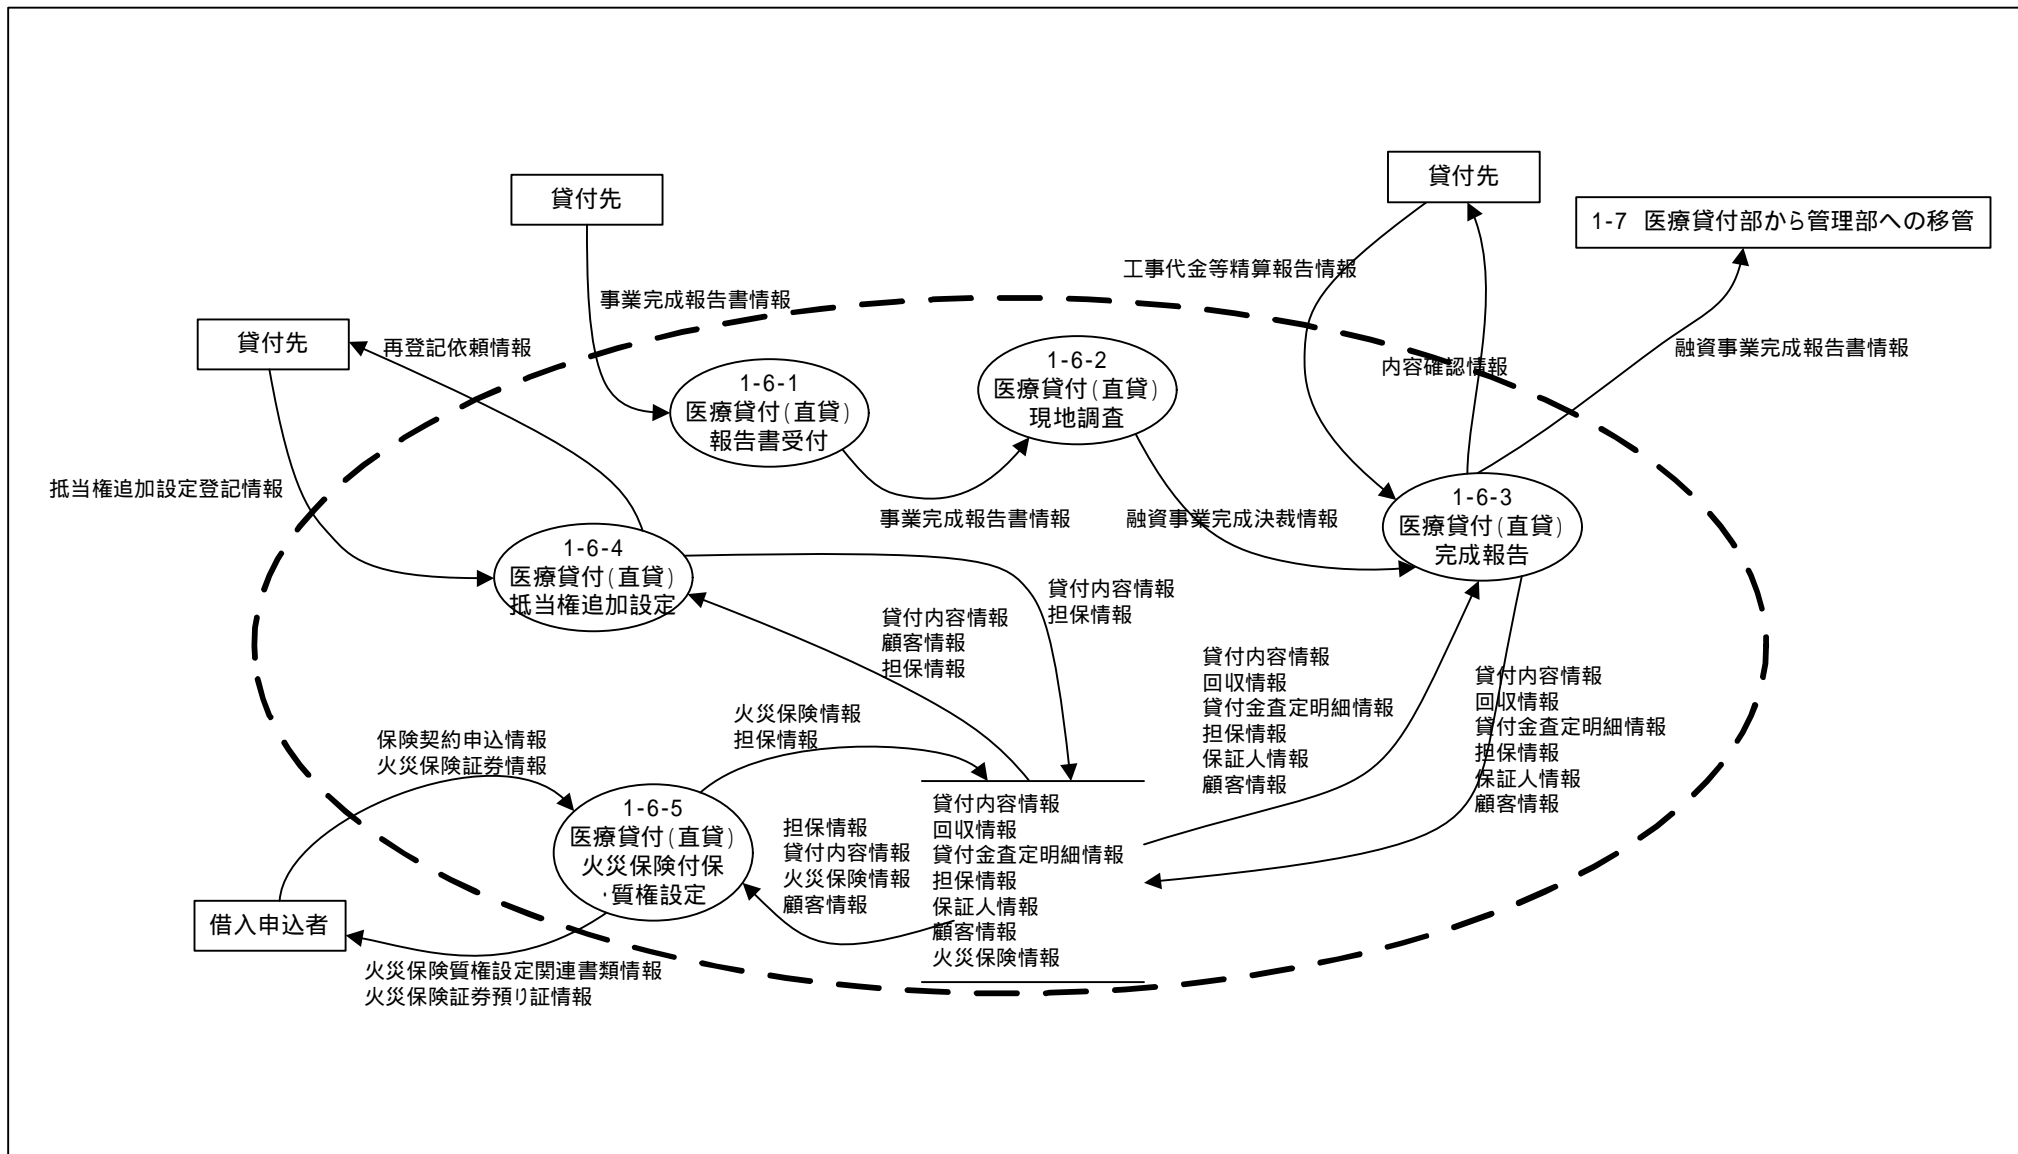 貸付先
貸付先
1-7 医療貸付部から管理部への移管
工事代金等精算報告情報
事業完成報告書情報
貸付先
再登記依頼情報
内容確認情報
融資事業完成報告書情報
1-6-1
医療貸付(直貸)
報告書受付
1-6-2
医療貸付(直貸)
現地調査
抵当権追加設定登記情報
事業完成報告書情報
融資事業完成決裁情報
1-6-3
医療貸付(直貸)
完成報告
1-6-4
医療貸付(直貸)
抵当権追加設定
貸付内容情報
担保情報
貸付内容情報
顧客情報
担保情報
貸付内容情報
回収情報
貸付金査定明細情報
担保情報
保証人情報
顧客情報
貸付内容情報
回収情報
貸付金査定明細情報
担保情報
保証人情報
顧客情報
火災保険情報
担保情報
保険契約申込情報
火災保険証券情報
1-6-5
医療貸付(直貸)
火災保険付保
・質権設定
担保情報
貸付内容情報
火災保険情報
顧客情報
貸付内容情報
回収情報
貸付金査定明細情報
担保情報
保証人情報
顧客情報
火災保険情報
借入申込者
火災保険質権設定関連書類情報
火災保険証券預り証情報